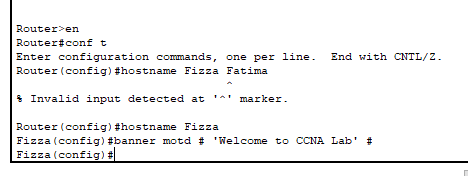 Router>en
Router#conf t
Enter configuration commands, one per line.  End with CNTL/Z.
Router(config)#hostname Fizza Fatima
^
% Invalid input detected at '^' marker.
Router(config)#hostname Fizza
Fizza(config)#banner motd # 'Welcome to CCNA Lab' #
Fizza(config)#